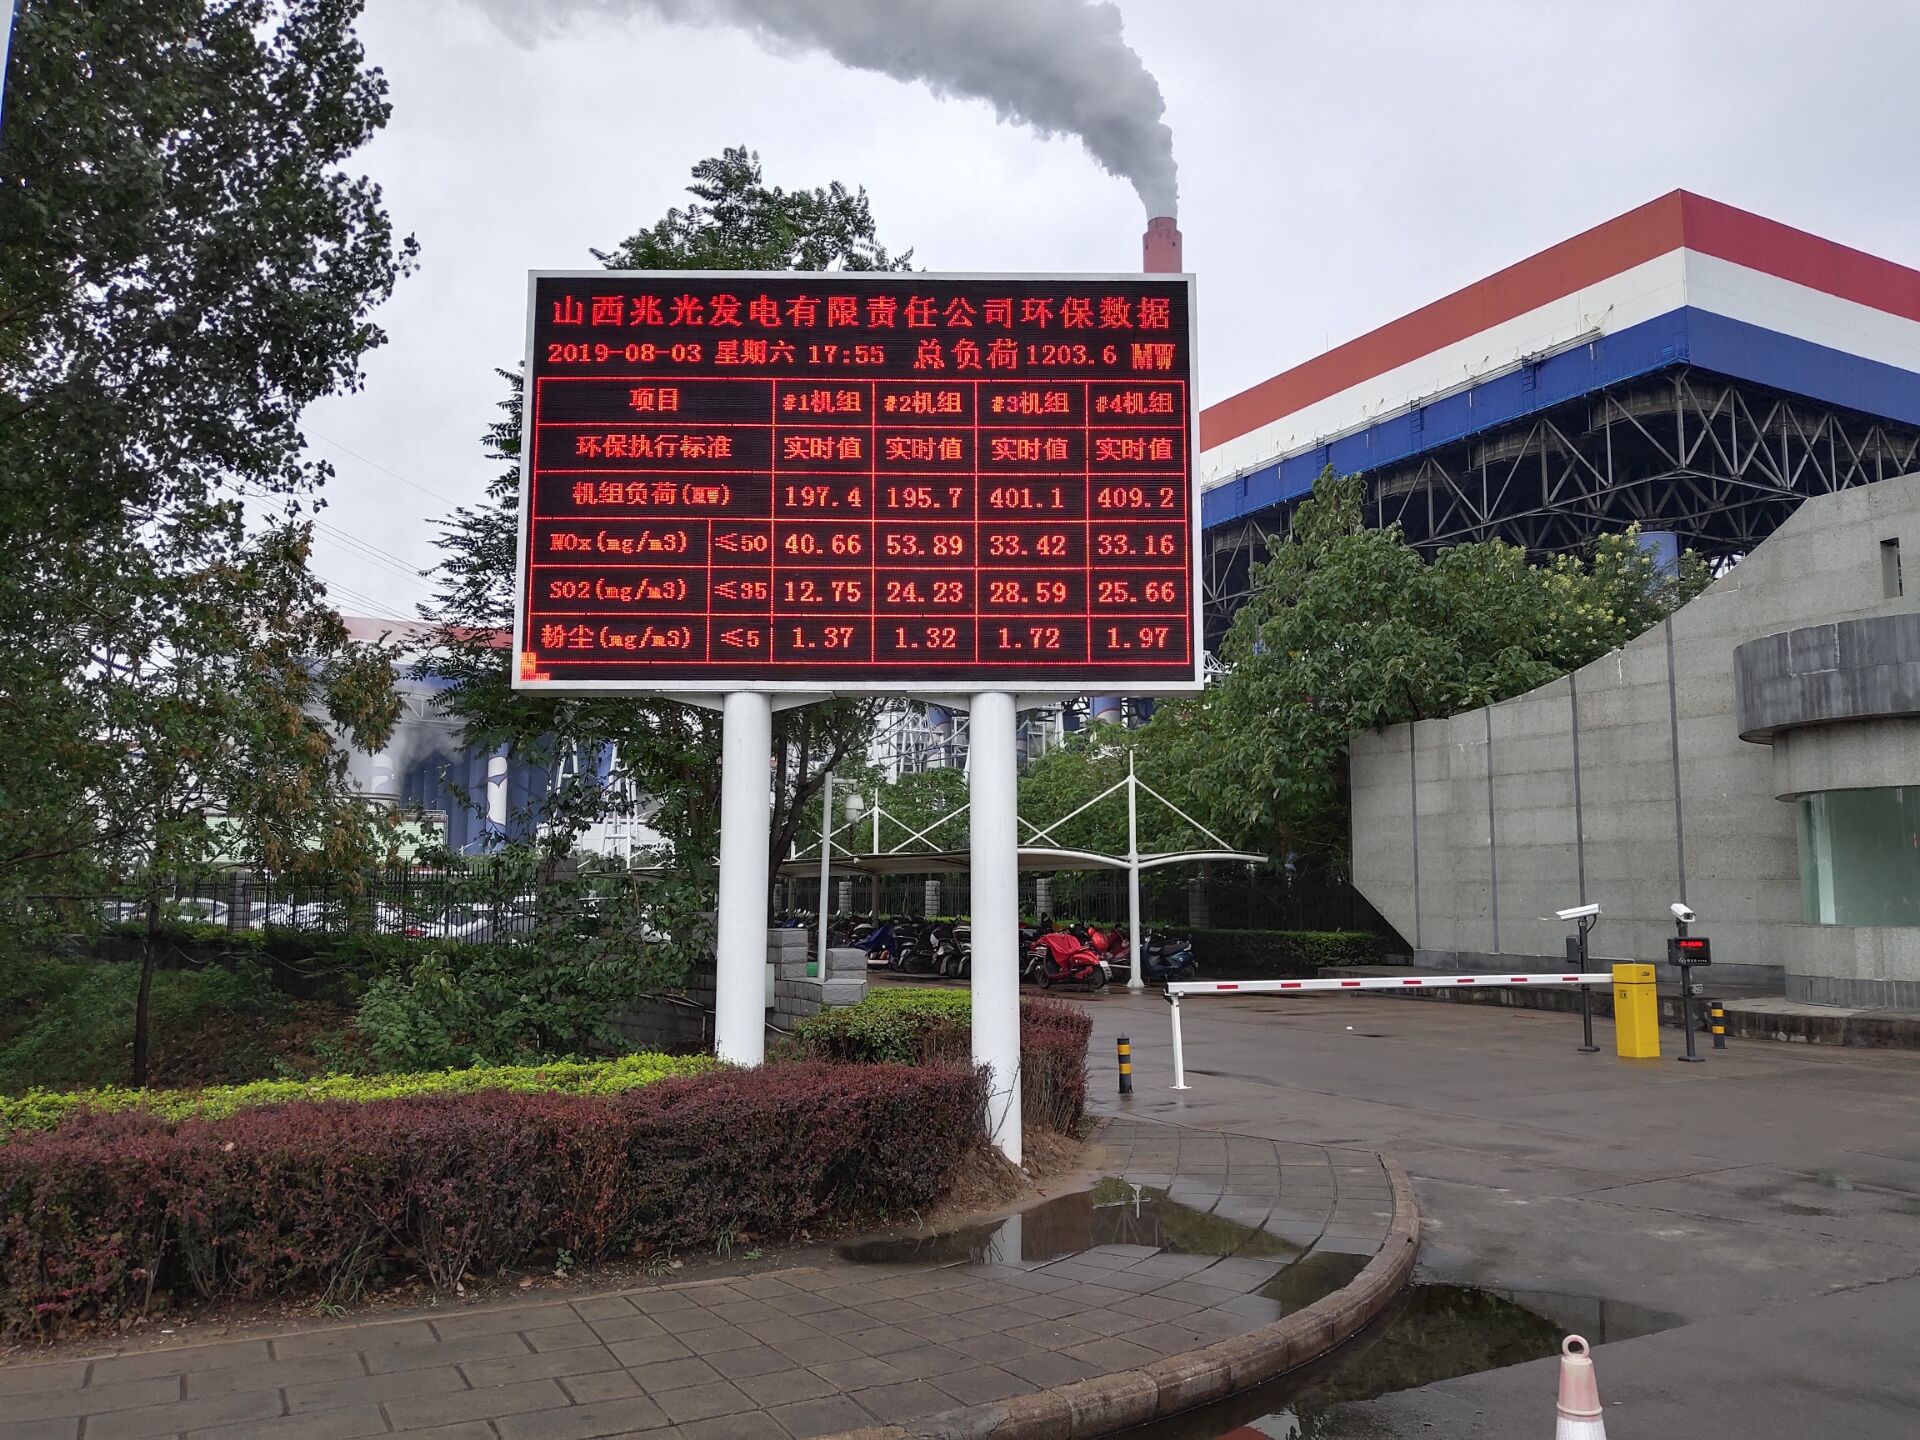 山西兆光发电有限责任公司环保数据
2019-08-03 星期六 17:55 总负荷1203.6 MW
项目 #1机组 #2机组 #3机组 #4机组
环保执行标准 实时值 实时值 实时值 实时值
机组负荷(MW) 197.4 195.7 401.1 409.2
NOx(mg/m3) ≤50 40.66 53.89 33.42 33.16
SO2(mg/m3) ≤35 12.75 24.23 28.59 25.66
粉尘(mg/m3) ≤5 1.37 1.32 1.72 1.97